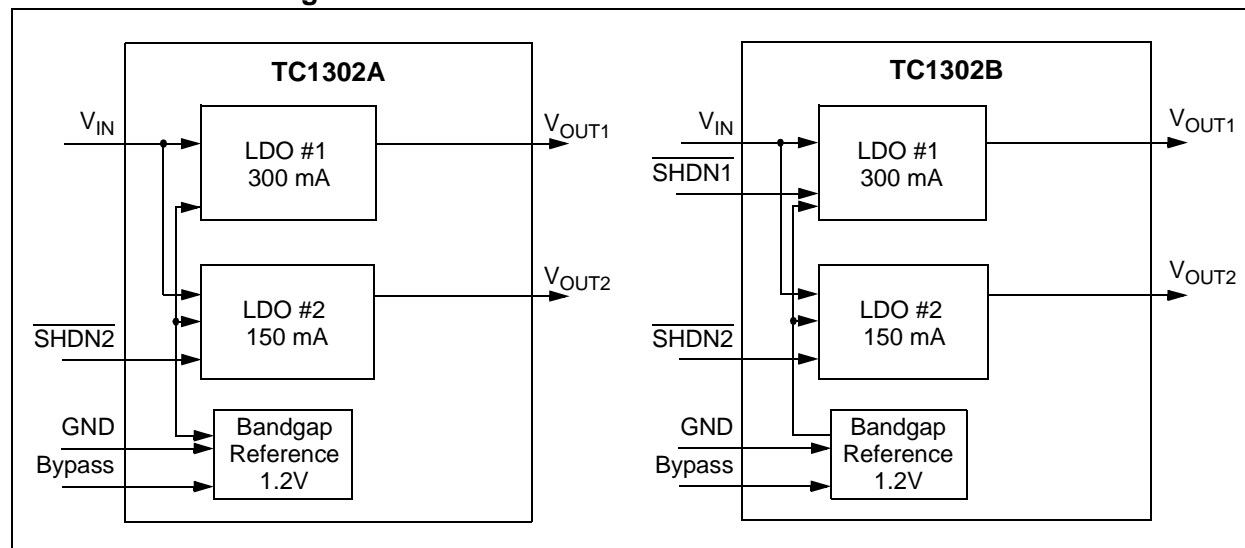 TC1302A
V_IN
LDO #1
300 mA
V_OUT1
LDO #2
150 mA
V_OUT2
SHDN2
GND
Bypass
Bandgap
Reference
1.2V
TC1302B
V_IN
SHDN1
LDO #1
300 mA
V_OUT1
LDO #2
150 mA
V_OUT2
SHDN2
GND
Bypass
Bandgap
Reference
1.2V